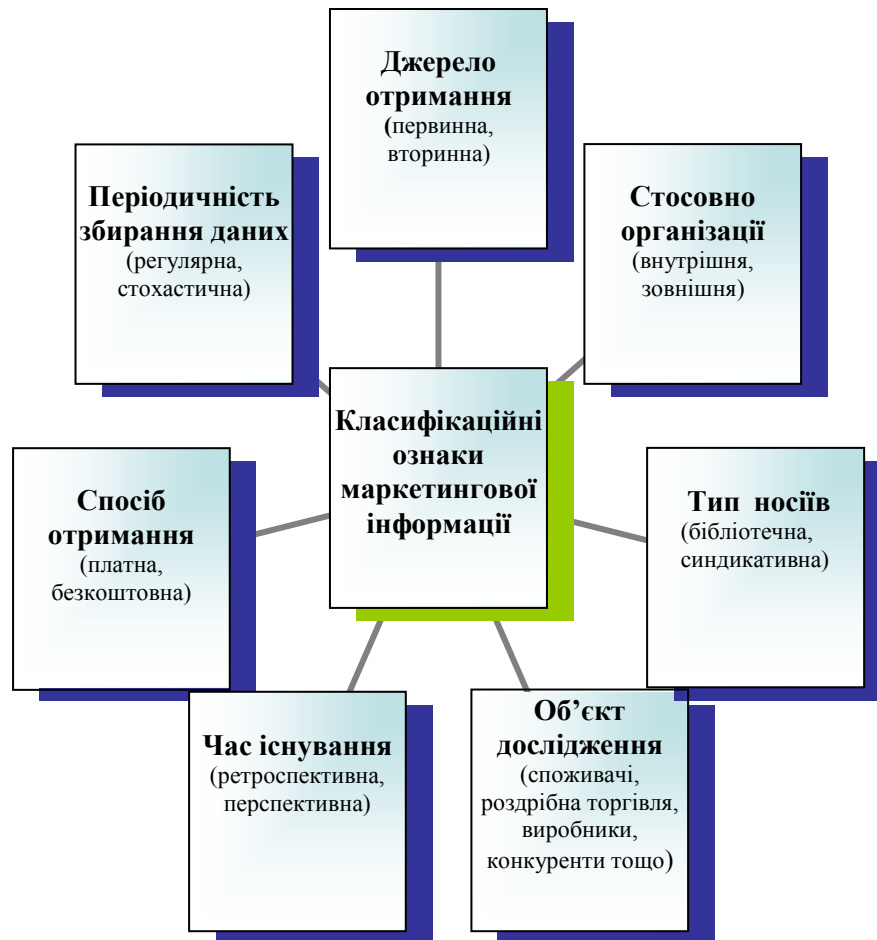 Джерело
отримання
(первинна,
вторинна)
Періодичність
збирання даних
(регулярна,
стохастична)
Стосовно
організації
(внутрішня,
зовнішня)
Класифікаційні
ознаки
маркетингової
інформації
Спосіб
отримання
(платна,
безкоштовна)
Тип носіїв
(бібліотечна,
синдикативна)
Час існування
(ретроспективна,
перспективна)
Об’єкт
дослідження
(споживачі,
роздрібна торгівля,
виробники,
конкуренти тощо)